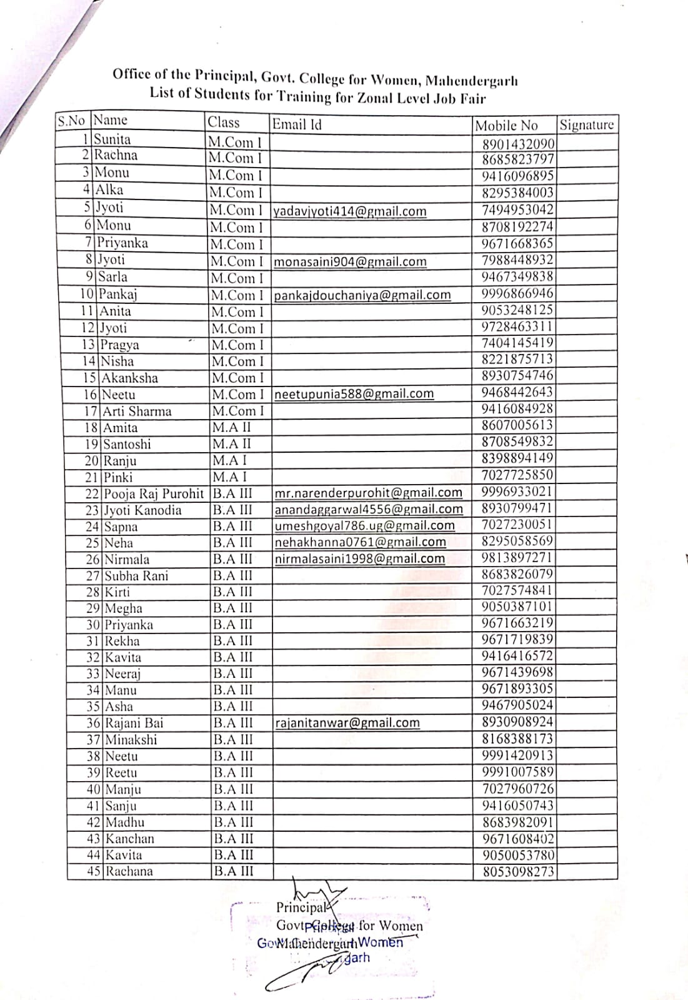 Office of the Principal, Govt. College for Women, Mahendergarh
List of Students for Training for Zonal Level Job Fair
S.No Name Class Email Id Mobile No Signature
1 Sunita M.Com I 8901432090
2 Rachna M.Com I 8685823797
3 Monu M.Com I 9416096895
4 Alka M.Com I 8295384003
5 Jyoti M.Com I yadavjyoti414@gmail.com 7494953042
6 Monu M.Com I 8708192274
7 Priyanka M.Com I 9671668365
8 Jyoti M.Com I monasaini904@gmail.com 7988448932
9 Sarla M.Com I 9467349838
10 Pankaj M.Com I pankajdouchaniya@gmail.com 9996866946
11 Anita M.Com I 9053248125
12 Jyoti M.Com I 9728463311
13 Pragya M.Com I 7404145419
14 Nisha M.Com I 8221875713
15 Akanksha M.Com I 8930754746
16 Neetu M.Com I neetupunia588@gmail.com 9468442643
17 Arti Sharma M.Com I 9416084928
18 Amita M.A II 8607005613
19 Santoshi M.A II 8708549832
20 Ranju M.A I 8398894149
21 Pinki M.A I 7027725850
22 Pooja Raj Purohit B.A III mr.narenderpurohit@gmail.com 9996933021
23 Jyoti Kanodia B.A III anandaggarwal4556@gmail.com 8930799471
24 Sapna B.A III umeshgoyal786.ug@gmail.com 7027230051
25 Neha B.A III nehakhanna0761@gmail.com 8295058569
26 Nirmala B.A III nirmalasaini1998@gmail.com 9813897271
27 Subha Rani B.A III 8683826079
28 Kirti B.A III 7027574841
29 Megha B.A III 9050387101
30 Priyanka B.A III 9671663219
31 Rekha B.A III 9671719839
32 Kavita B.A III 9416416572
33 Neeraj B.A III 9671439698
34 Manu B.A III 9671893305
35 Asha B.A III 9467905024
36 Rajani Bai B.A III rajanitanwar@gmail.com 8930908924
37 Minakshi B.A III 8168388173
38 Neetu B.A III 9991420913
39 Reetu B.A III 9991007589
40 Manju B.A III 7027960726
41 Sanju B.A III 9416050743
42 Madhu B.A III 8683982091
43 Kanchan B.A III 9671608402
44 Kavita B.A III 9050053780
45 Rachana B.A III 8053098273
Principal
Govt. College for Women
Mahendergarh
Women
garh